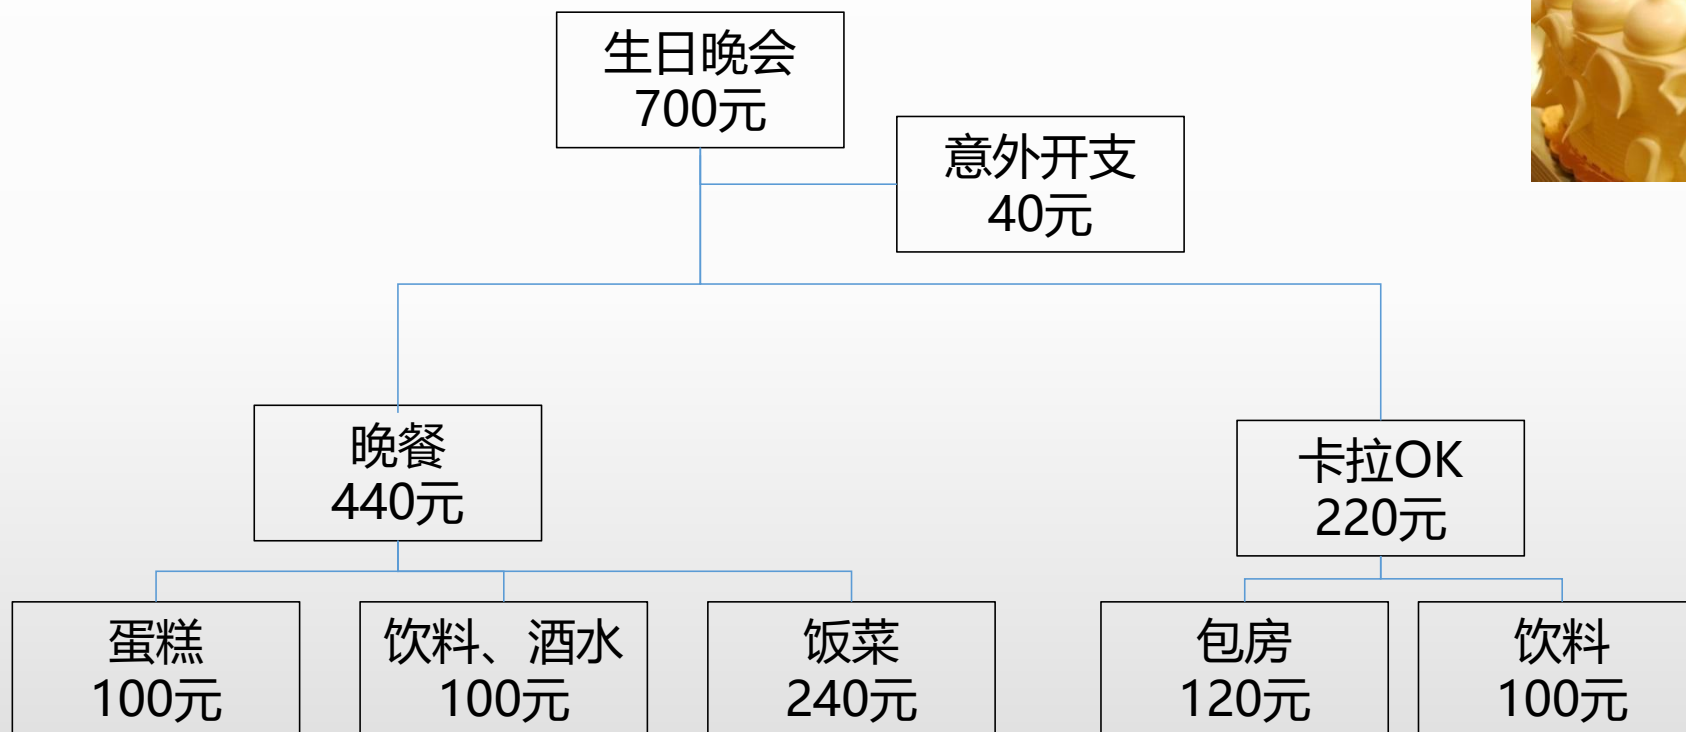 生日晚会
700元
意外开支
40元
晚餐
440元
卡拉OK
220元
蛋糕
100元
饮料、酒水
100元
饭菜
240元
包房
120元
饮料
100元